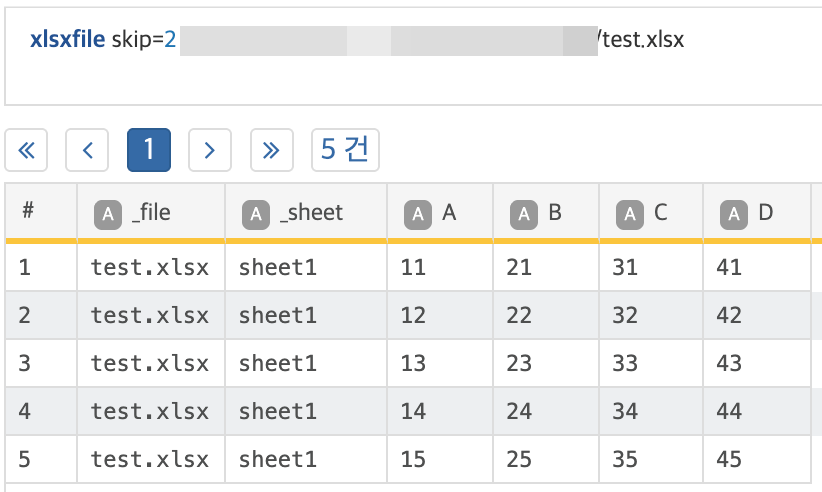 xlsxfile skip=2 /test.xlsx
« < 1 > » 5 건
# A _file A _sheet A A A B A C A D
1 test.xlsx sheet1 11 21 31 41
2 test.xlsx sheet1 12 22 32 42
3 test.xlsx sheet1 13 23 33 43
4 test.xlsx sheet1 14 24 34 44
5 test.xlsx sheet1 15 25 35 45